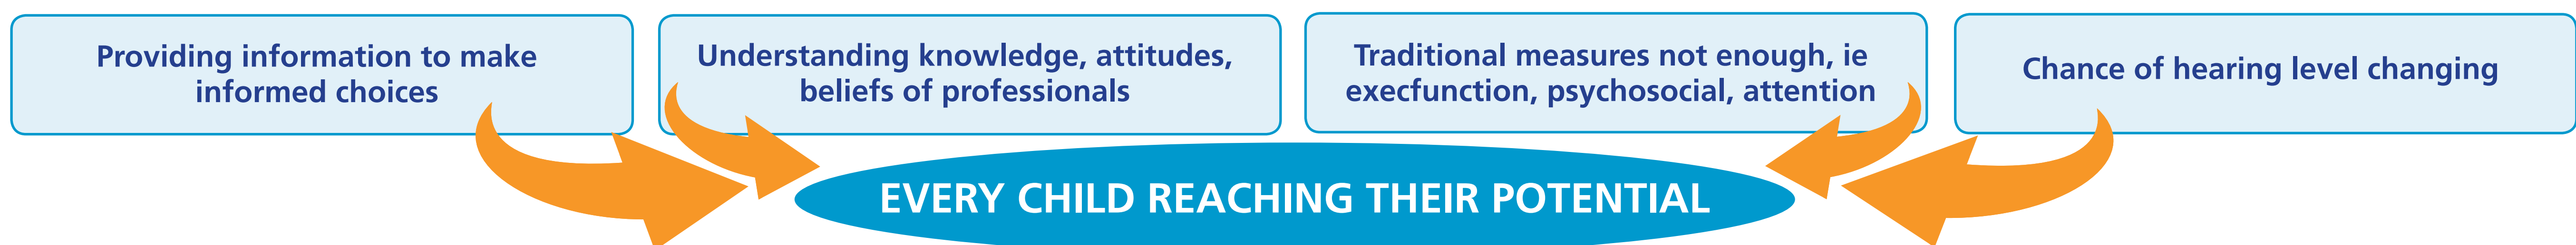 Providing information to make
informed choices
Understanding knowledge, attitudes,
beliefs of professionals
Traditional measures not enough, ie
execfunction, psychosocial, attention
Chance of hearing level changing
EVERY CHILD REACHING THEIR POTENTIAL